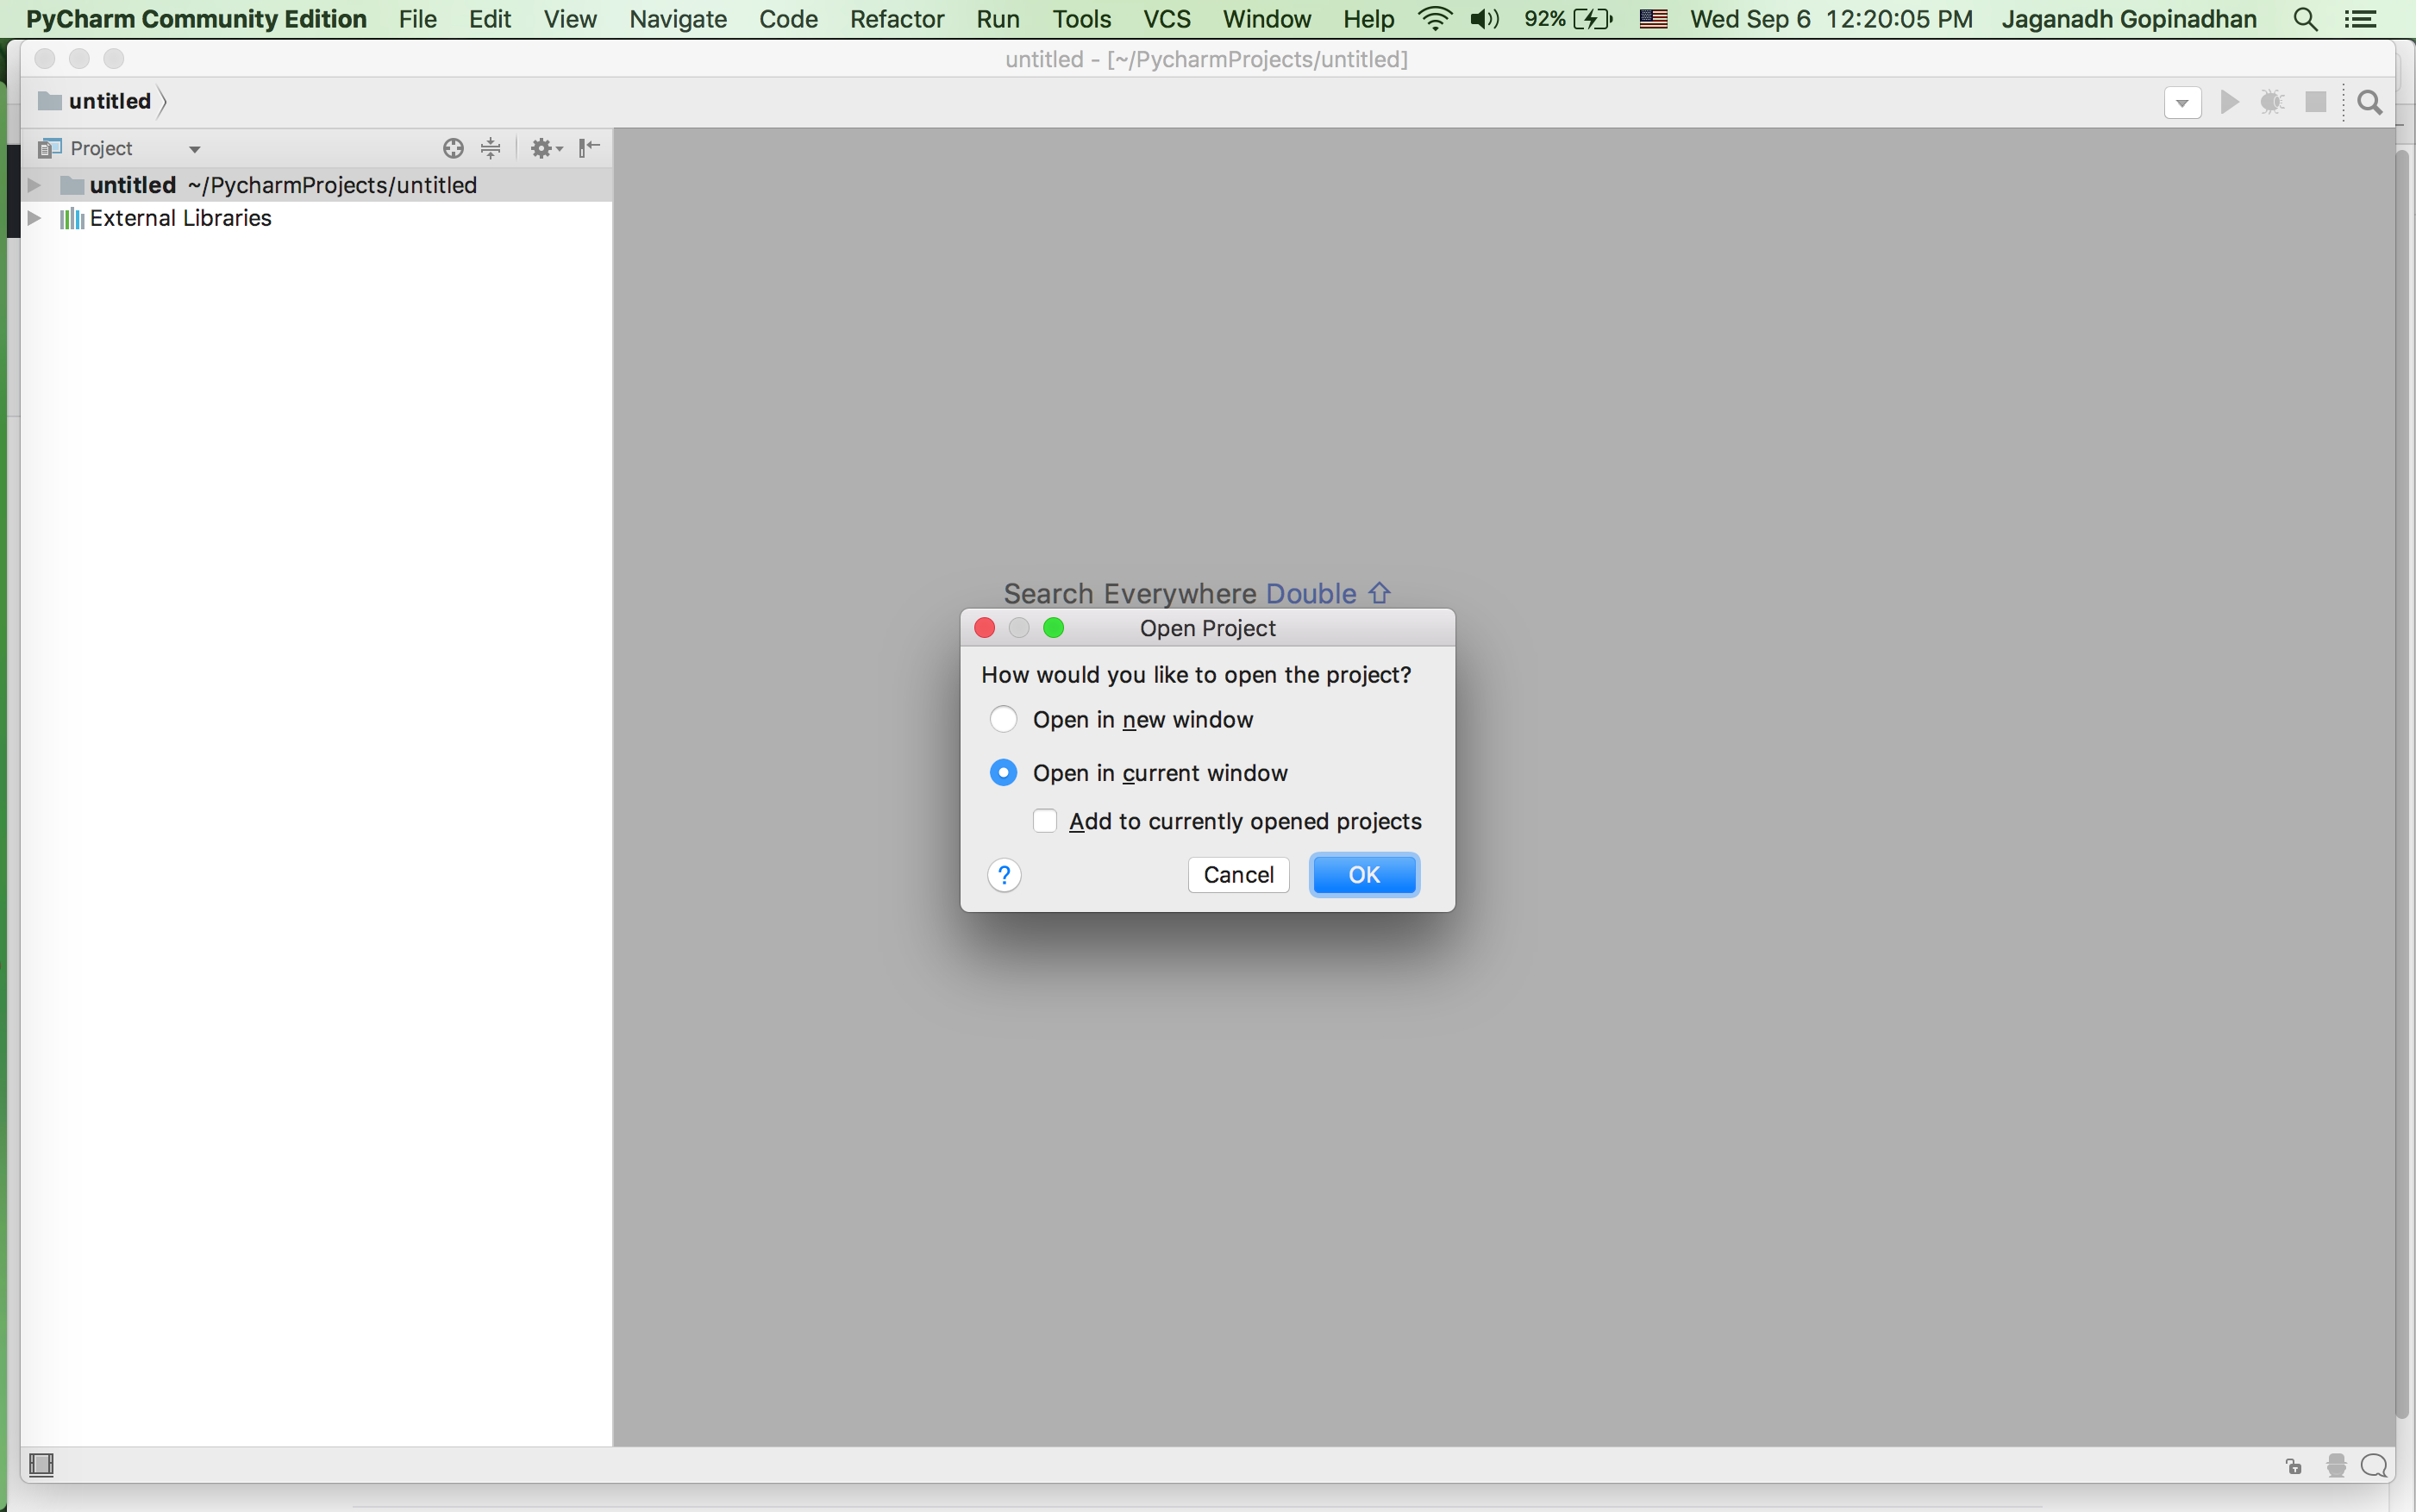 PyCharm Community Edition File Edit View Navigate Code Refactor Run Tools VCS Window Help 92% Wed Sep 6 12:20:05 PM Jaganadh Gopinadhan
untitled - [~/PycharmProjects/untitled]
untitled
Project
untitled ~/PycharmProjects/untitled
External Libraries
Search Everywhere Double ⇧
Open Project
How would you like to open the project?
Open in new window
Open in current window
Add to currently opened projects
? Cancel OK